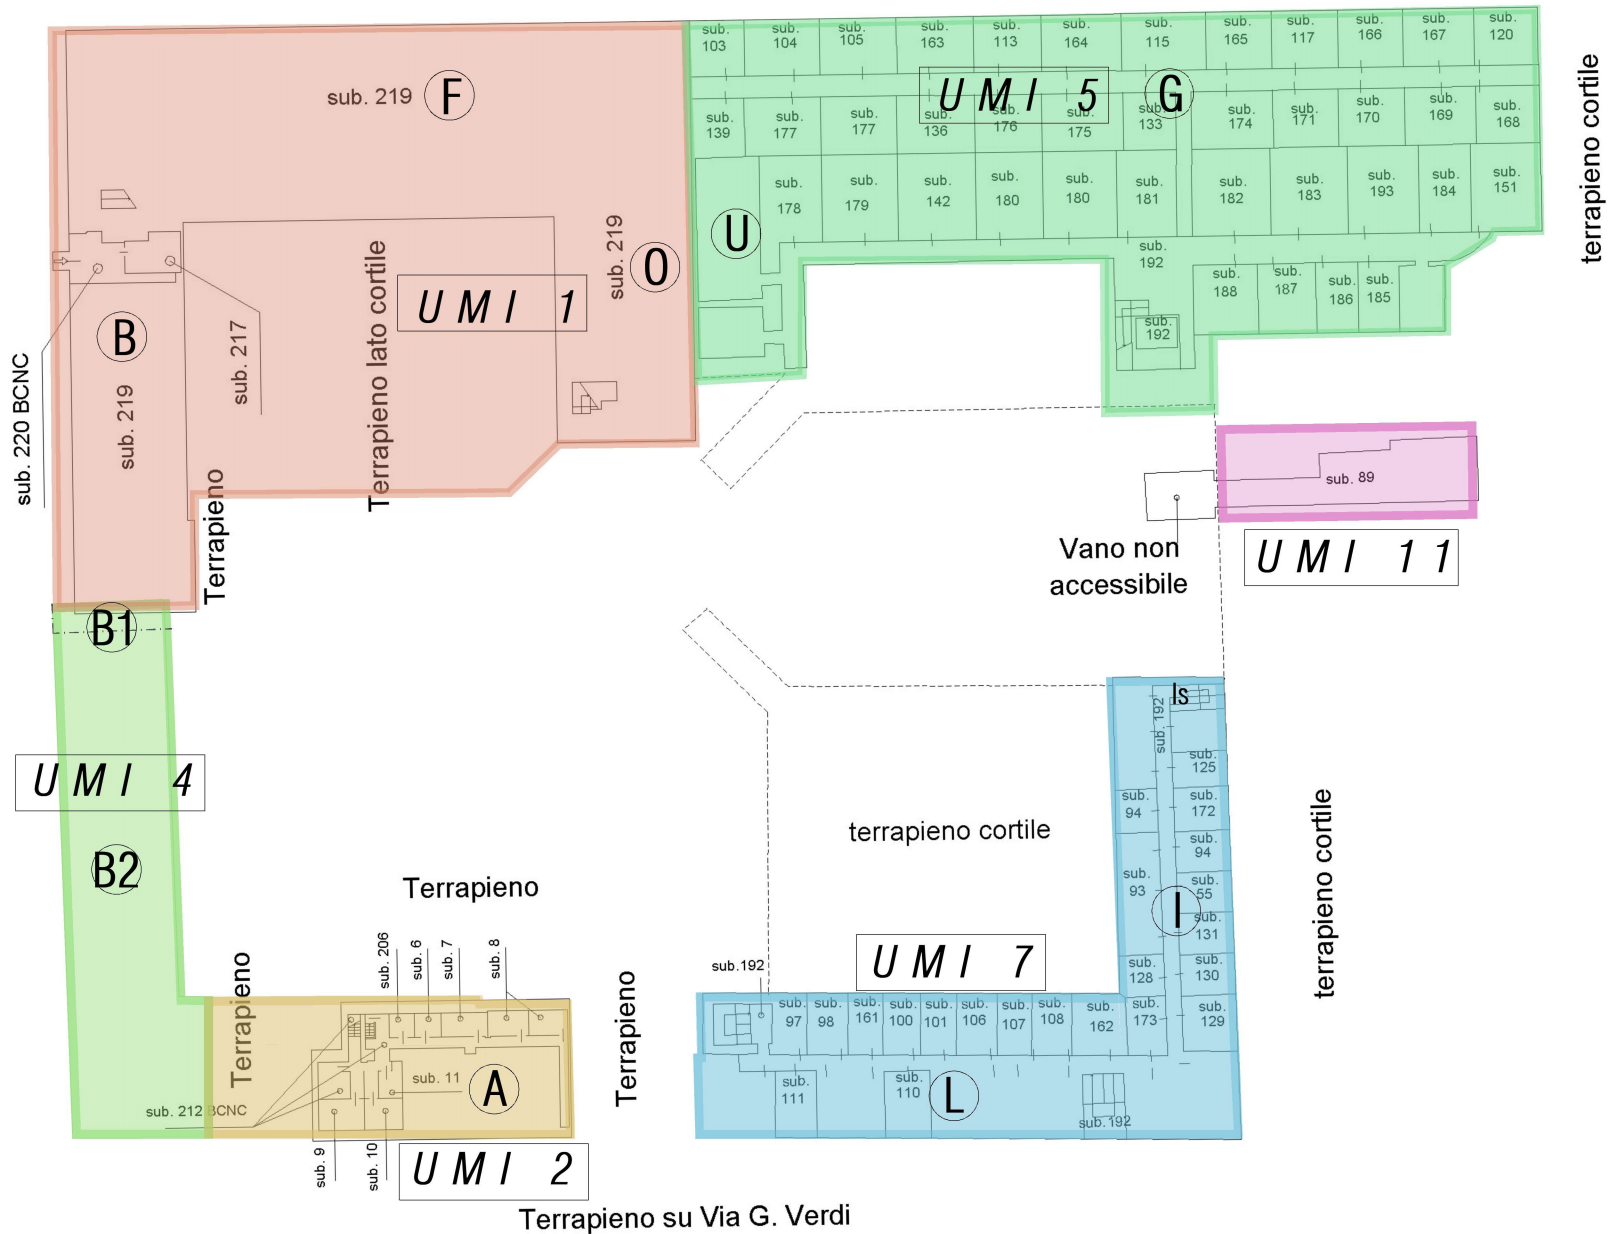 sub. 103
sub. 104
sub. 105
sub. 163
sub. 113
sub. 164
sub. 115
sub. 165
sub. 117
sub. 166
sub. 167
sub. 120
sub. 219 F
UMI 5 G
sub. 139
sub. 177
sub. 177
sub. 136
sub. 176
sub. 175
sub. 133
sub. 174
sub. 171
sub. 170
sub. 169
sub. 168
terrapieno cortile
U
sub. 178
sub. 179
sub. 142
sub. 180
sub. 180
sub. 181
sub. 182
sub. 183
sub. 193
sub. 184
sub. 151
sub. 192
sub. 188
sub. 187
sub. 186
sub. 185
sub. 192
sub. 219
O
UMI 1
Terrapieno lato cortile
B
sub. 217
sub. 220 BCNC
sub. 219
Terrapieno
sub. 89
Vano non
accessibile
UMI 11
B1
UMI 4
B2
Is
sub. 192
sub. 125
sub. 94
sub. 172
sub. 94
sub. 93
sub. 55
I
sub. 131
sub. 128
sub. 130
sub. 173
sub. 129
terrapieno cortile
terrapieno cortile
Terrapieno
UMI 7
sub.192
sub. 97
sub. 98
sub. 161
sub. 100
sub. 101
sub. 106
sub. 107
sub. 108
sub. 162
sub. 111
sub. 110
L
sub.192
Terrapieno
Terrapieno
sub. 206
sub. 6
sub. 7
sub. 8
sub. 11
A
sub. 212 BCNC
sub. 9
sub. 10
UMI 2
Terrapieno su Via G. Verdi